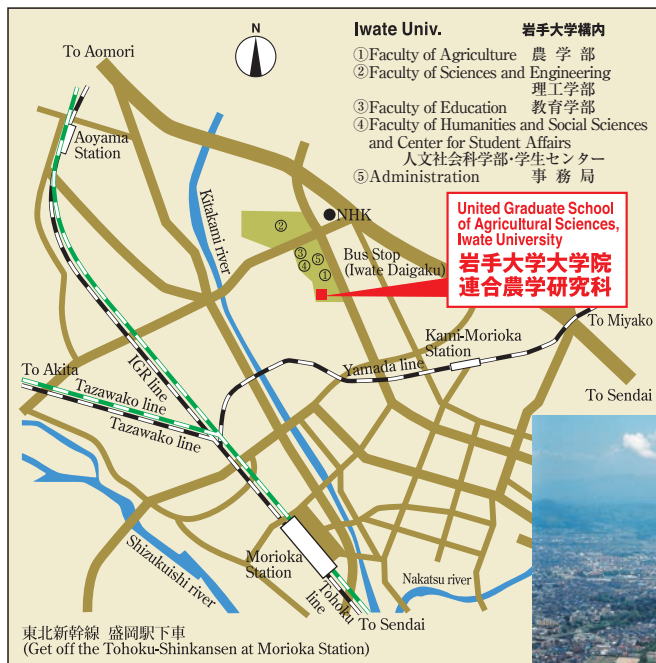 Iwate Univ. 岩手大学構内
①Faculty of Agriculture 農学部
②Faculty of Sciences and Engineering
理工学部
③Faculty of Education 教育学部
④Faculty of Humanities and Social Sciences
and Center for Student Affairs
人文社会科学部・学生センター
⑤Administration 事務局
N
To Aomori
Aoyama
Station
Kitakami river
②
NHK
③
④
⑤
①
Bus Stop
(Iwate Daigaku)
United Graduate School
of Agricultural Sciences,
Iwate University
岩手大学大学院
連合農学研究科
To Miyako
Kami-Morioka
Station
Yamada line
To Sendai
IGR line
To Akita
Tazawako line
Tazawako line
Shizukuishi river
Morioka
Station
Tohoku
line
Nakatsu river
To Sendai
東北新幹線 盛岡駅下車
(Get off the Tohoku-Shinkansen at Morioka Station)